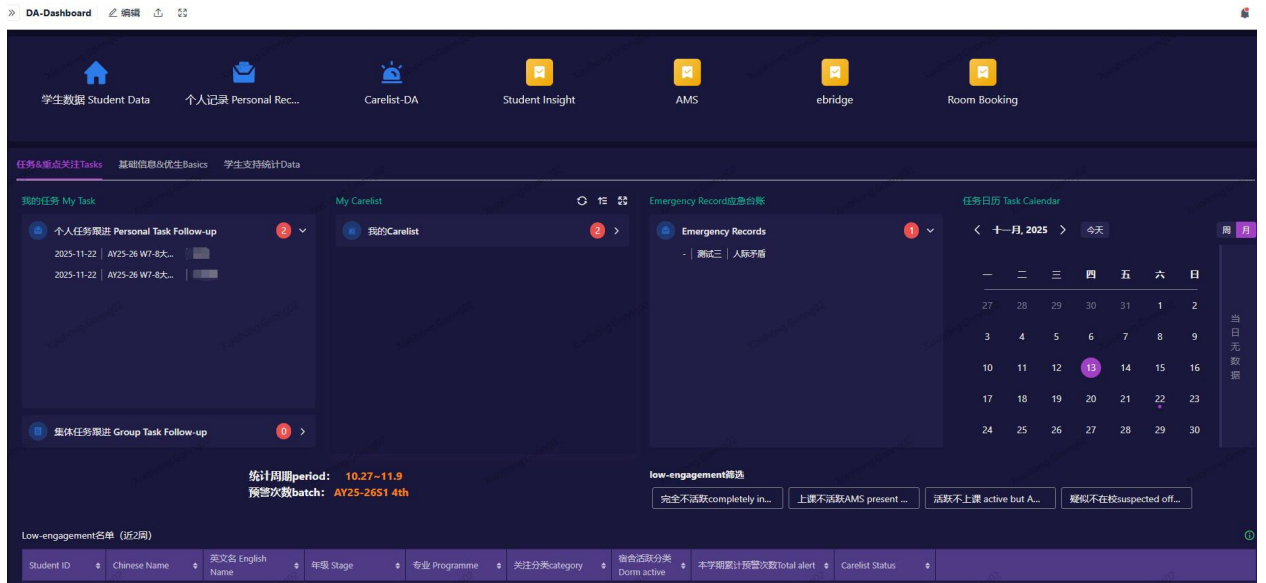 DA-Dashboard 编辑
学生数据 Student Data
个人记录 Personal Rec...
Carelist-DA
Student Insight
AMS
ebridge
Room Booking
任务&重点关注Tasks 基础信息&优生Basics 学生支持统计Data
我的任务 My Task
个人任务跟进 Personal Task Follow-up 2
2025-11-22 AY25-26 W7-8大...
2025-11-22 AY25-26 W7-8大...
集体任务跟进 Group Task Follow-up 0
My Carelist
我的Carelist 2
Emergency Record应急台账
Emergency Records 1
- 测试三 人际矛盾
任务日历 Task Calendar
十一月, 2025 今天 周 月
一 二 三 四 五 六 日
27 28 29 30 31 1 2
3 4 5 6 7 8 9
10 11 12 13 14 15 16
17 18 19 20 21 22 23
24 25 26 27 28 29 30
当日无数据
统计周期period: 10.27~11.9
预警次数batch: AY25-26S1 4th
low-engagement筛选
完全不活跃completely in...
上课不活跃AMS present ...
活跃不上课 active but A...
疑似不在校suspected off...
Low-engagement名单（近2周）
Student ID
Chinese Name
英文名 English
Name
年级 Stage
专业 Programme
关注分类category
宿舍活跃分类
Dorm active
本学期累计预警次数Total alert
Carelist Status